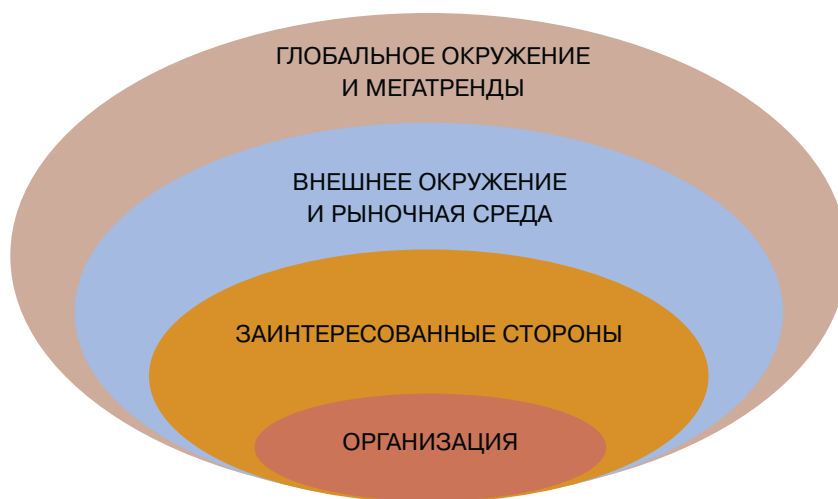 ГЛОБАЛЬНОЕ ОКРУЖЕНИЕ
И МЕГАТРЕНДЫ
ВНЕШНЕЕ ОКРУЖЕНИЕ
И РЫНОЧНАЯ СРЕДА
ЗАИНТЕРЕСОВАННЫЕ СТОРОНЫ
ОРГАНИЗАЦИЯ